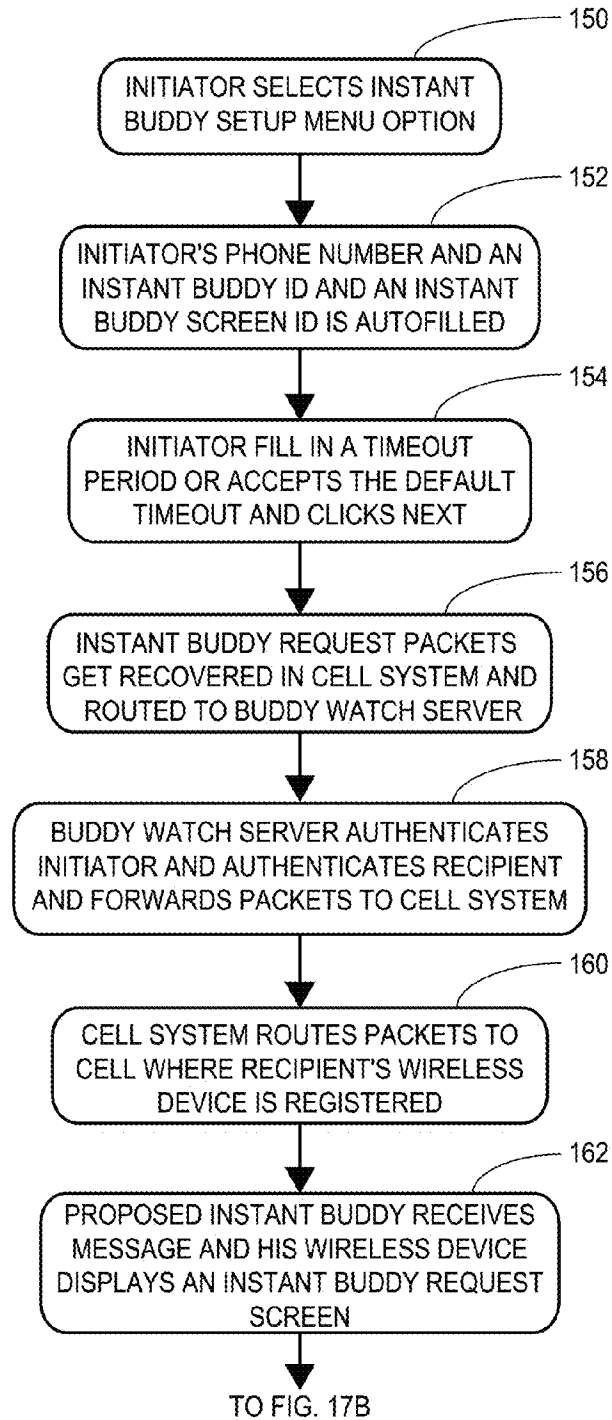 150
INITIATOR SELECTS INSTANT
BUDDY SETUP MENU OPTION
152
INITIATOR'S PHONE NUMBER AND AN
INSTANT BUDDY ID AND AN INSTANT
BUDDY SCREEN ID IS AUTOFILLED
154
INITIATOR FILL IN A TIMEOUT
PERIOD OR ACCEPTS THE DEFAULT
TIMEOUT AND CLICKS NEXT
156
INSTANT BUDDY REQUEST PACKETS
GET RECOVERED IN CELL SYSTEM AND
ROUTED TO BUDDY WATCH SERVER
158
BUDDY WATCH SERVER AUTHENTICATES
INITIATOR AND AUTHENTICATES RECIPIENT
AND FORWARDS PACKETS TO CELL SYSTEM
160
CELL SYSTEM ROUTES PACKETS TO
CELL WHERE RECIPIENT'S WIRELESS
DEVICE IS REGISTERED
162
PROPOSED INSTANT BUDDY RECEIVES
MESSAGE AND HIS WIRELESS DEVICE
DISPLAYS AN INSTANT BUDDY REQUEST
SCREEN
TO FIG. 17B